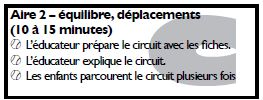 Aire 2 – équilibre, déplacements
(10 à 15 minutes)
L'éducateur prépare le circuit avec les fiches.
L'éducateur explique le circuit.
Les enfants parcourent le circuit plusieurs fois